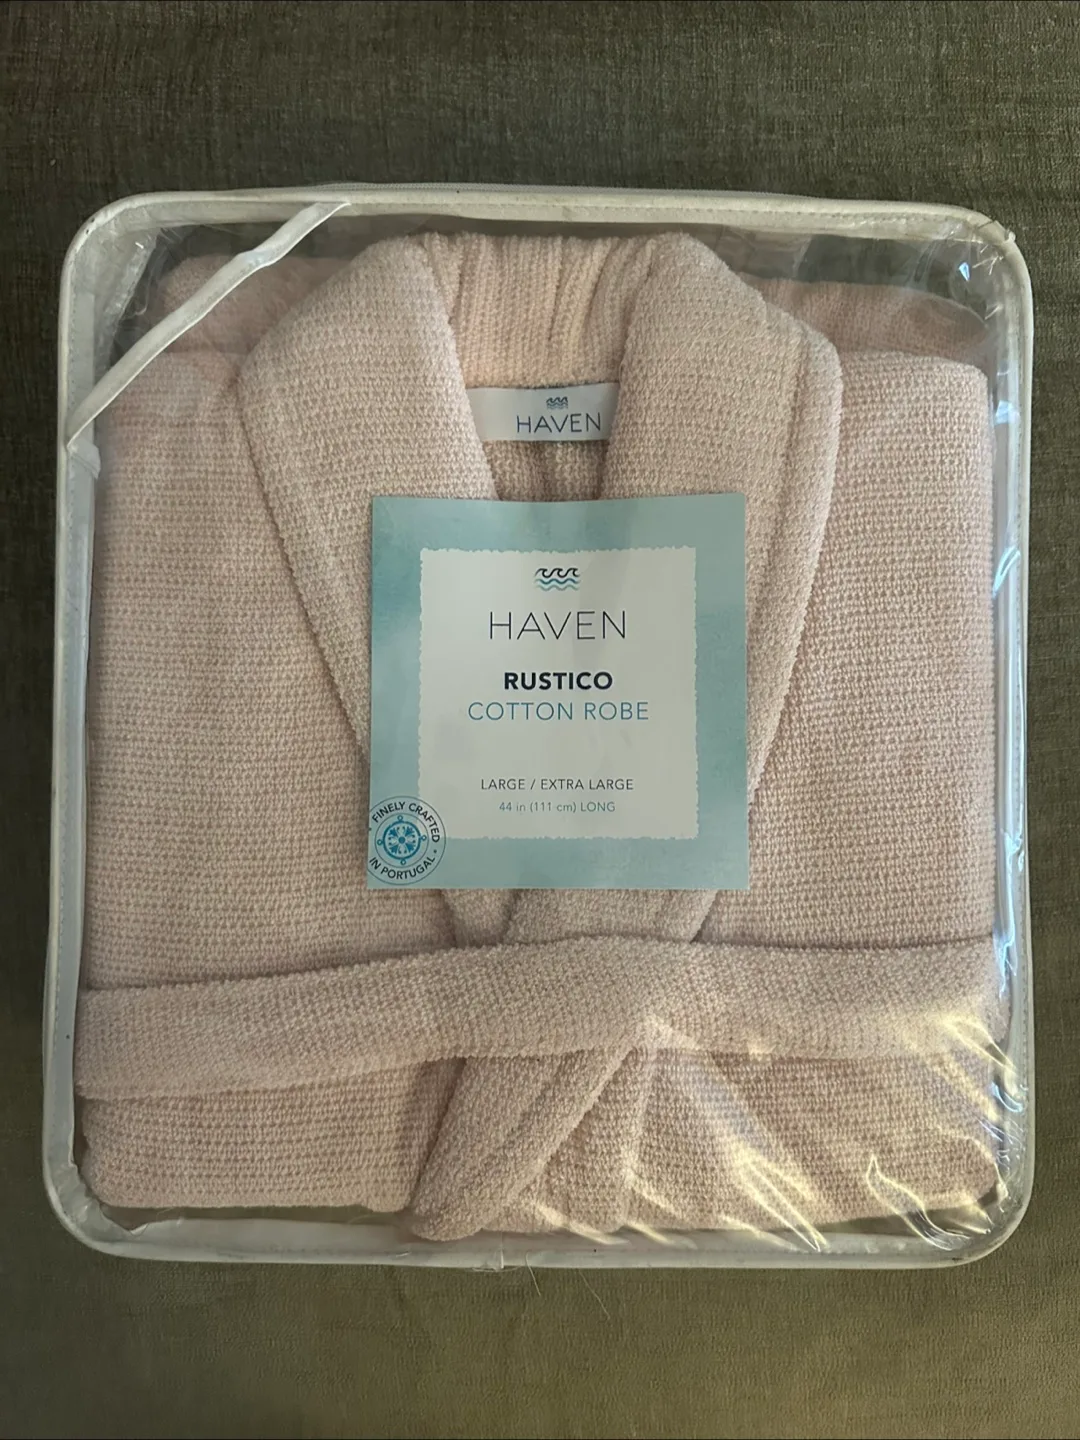 HAVEN
HAVEN
RUSTICO
COTTON ROBE
LARGE / EXTRA LARGE
44 in (111 cm) LONG
FINELY CRAFTED
IN PORTUGAL